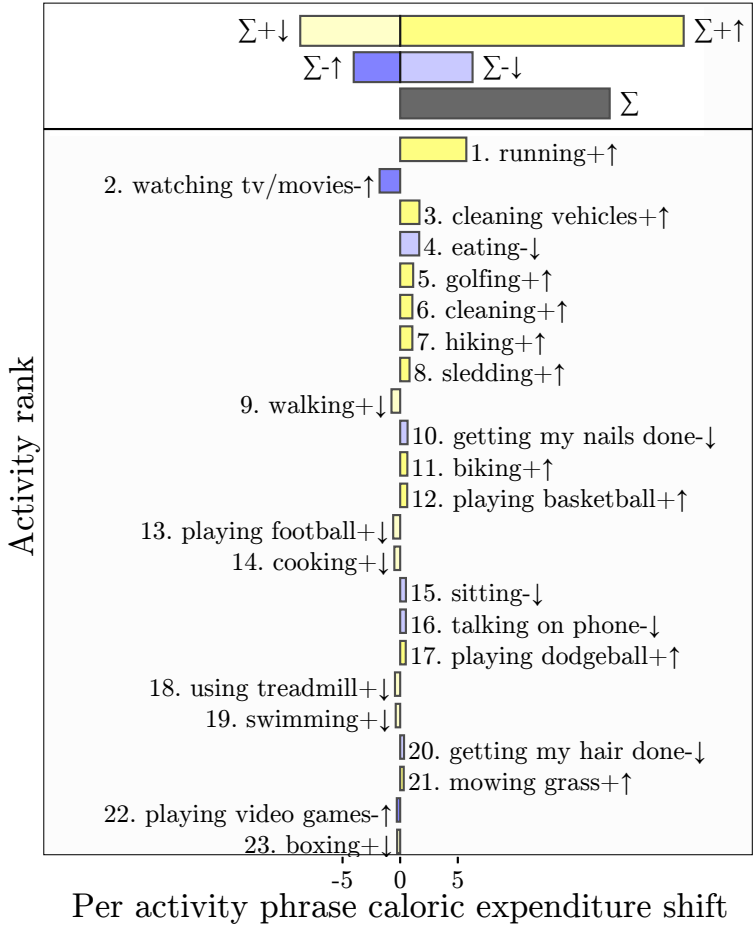 Σ+↓ Σ+↑
Σ-↑ Σ-↓
Σ
1. running+↑
2. watching tv/movies-↑
3. cleaning vehicles+↑
4. eating-↓
5. golfing+↑
6. cleaning+↑
7. hiking+↑
8. sledding+↑
9. walking+↓
10. getting my nails done-↓
11. biking+↑
12. playing basketball+↑
13. playing football+↓
14. cooking+↓
15. sitting-↓
16. talking on phone-↓
17. playing dodgeball+↑
18. using treadmill+↓
19. swimming+↓
20. getting my hair done-↓
21. mowing grass+↑
22. playing video games-↑
23. boxing+↓
Activity rank
-5 0 5
Per activity phrase caloric expenditure shift